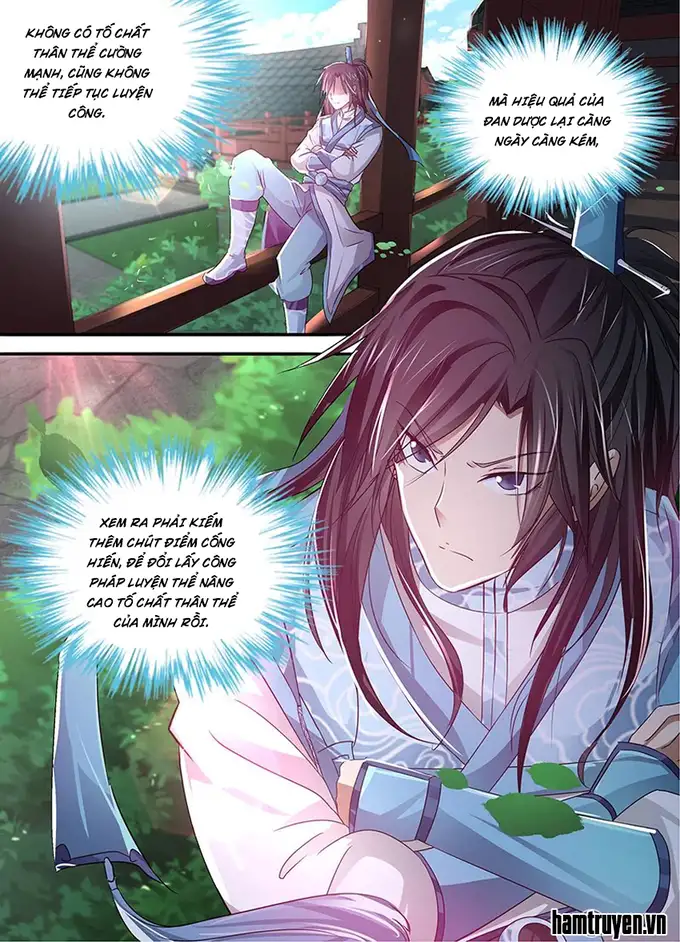 KHÔNG CÓ TỐ CHẤT
THÂN THỂ CƯỜNG
MẠNH, CŨNG KHÔNG
THỂ TIẾP TỤC LUYỆN
CÔNG.
MÀ HIỆU QUẢ CỦA
ĐAN DƯỢC LẠI CÀNG
NGÀY CÀNG KÉM,
XEM RA PHẢI KIẾM
THÊM CHÚT ĐIỂM CỐNG
HIẾN, ĐỂ ĐỔI LẤY CÔNG
PHÁP LUYỆN THỂ NÂNG
CAO TỐ CHẤT THÂN THỂ
CỦA MÌNH RỒI.
hamtruyen.vn